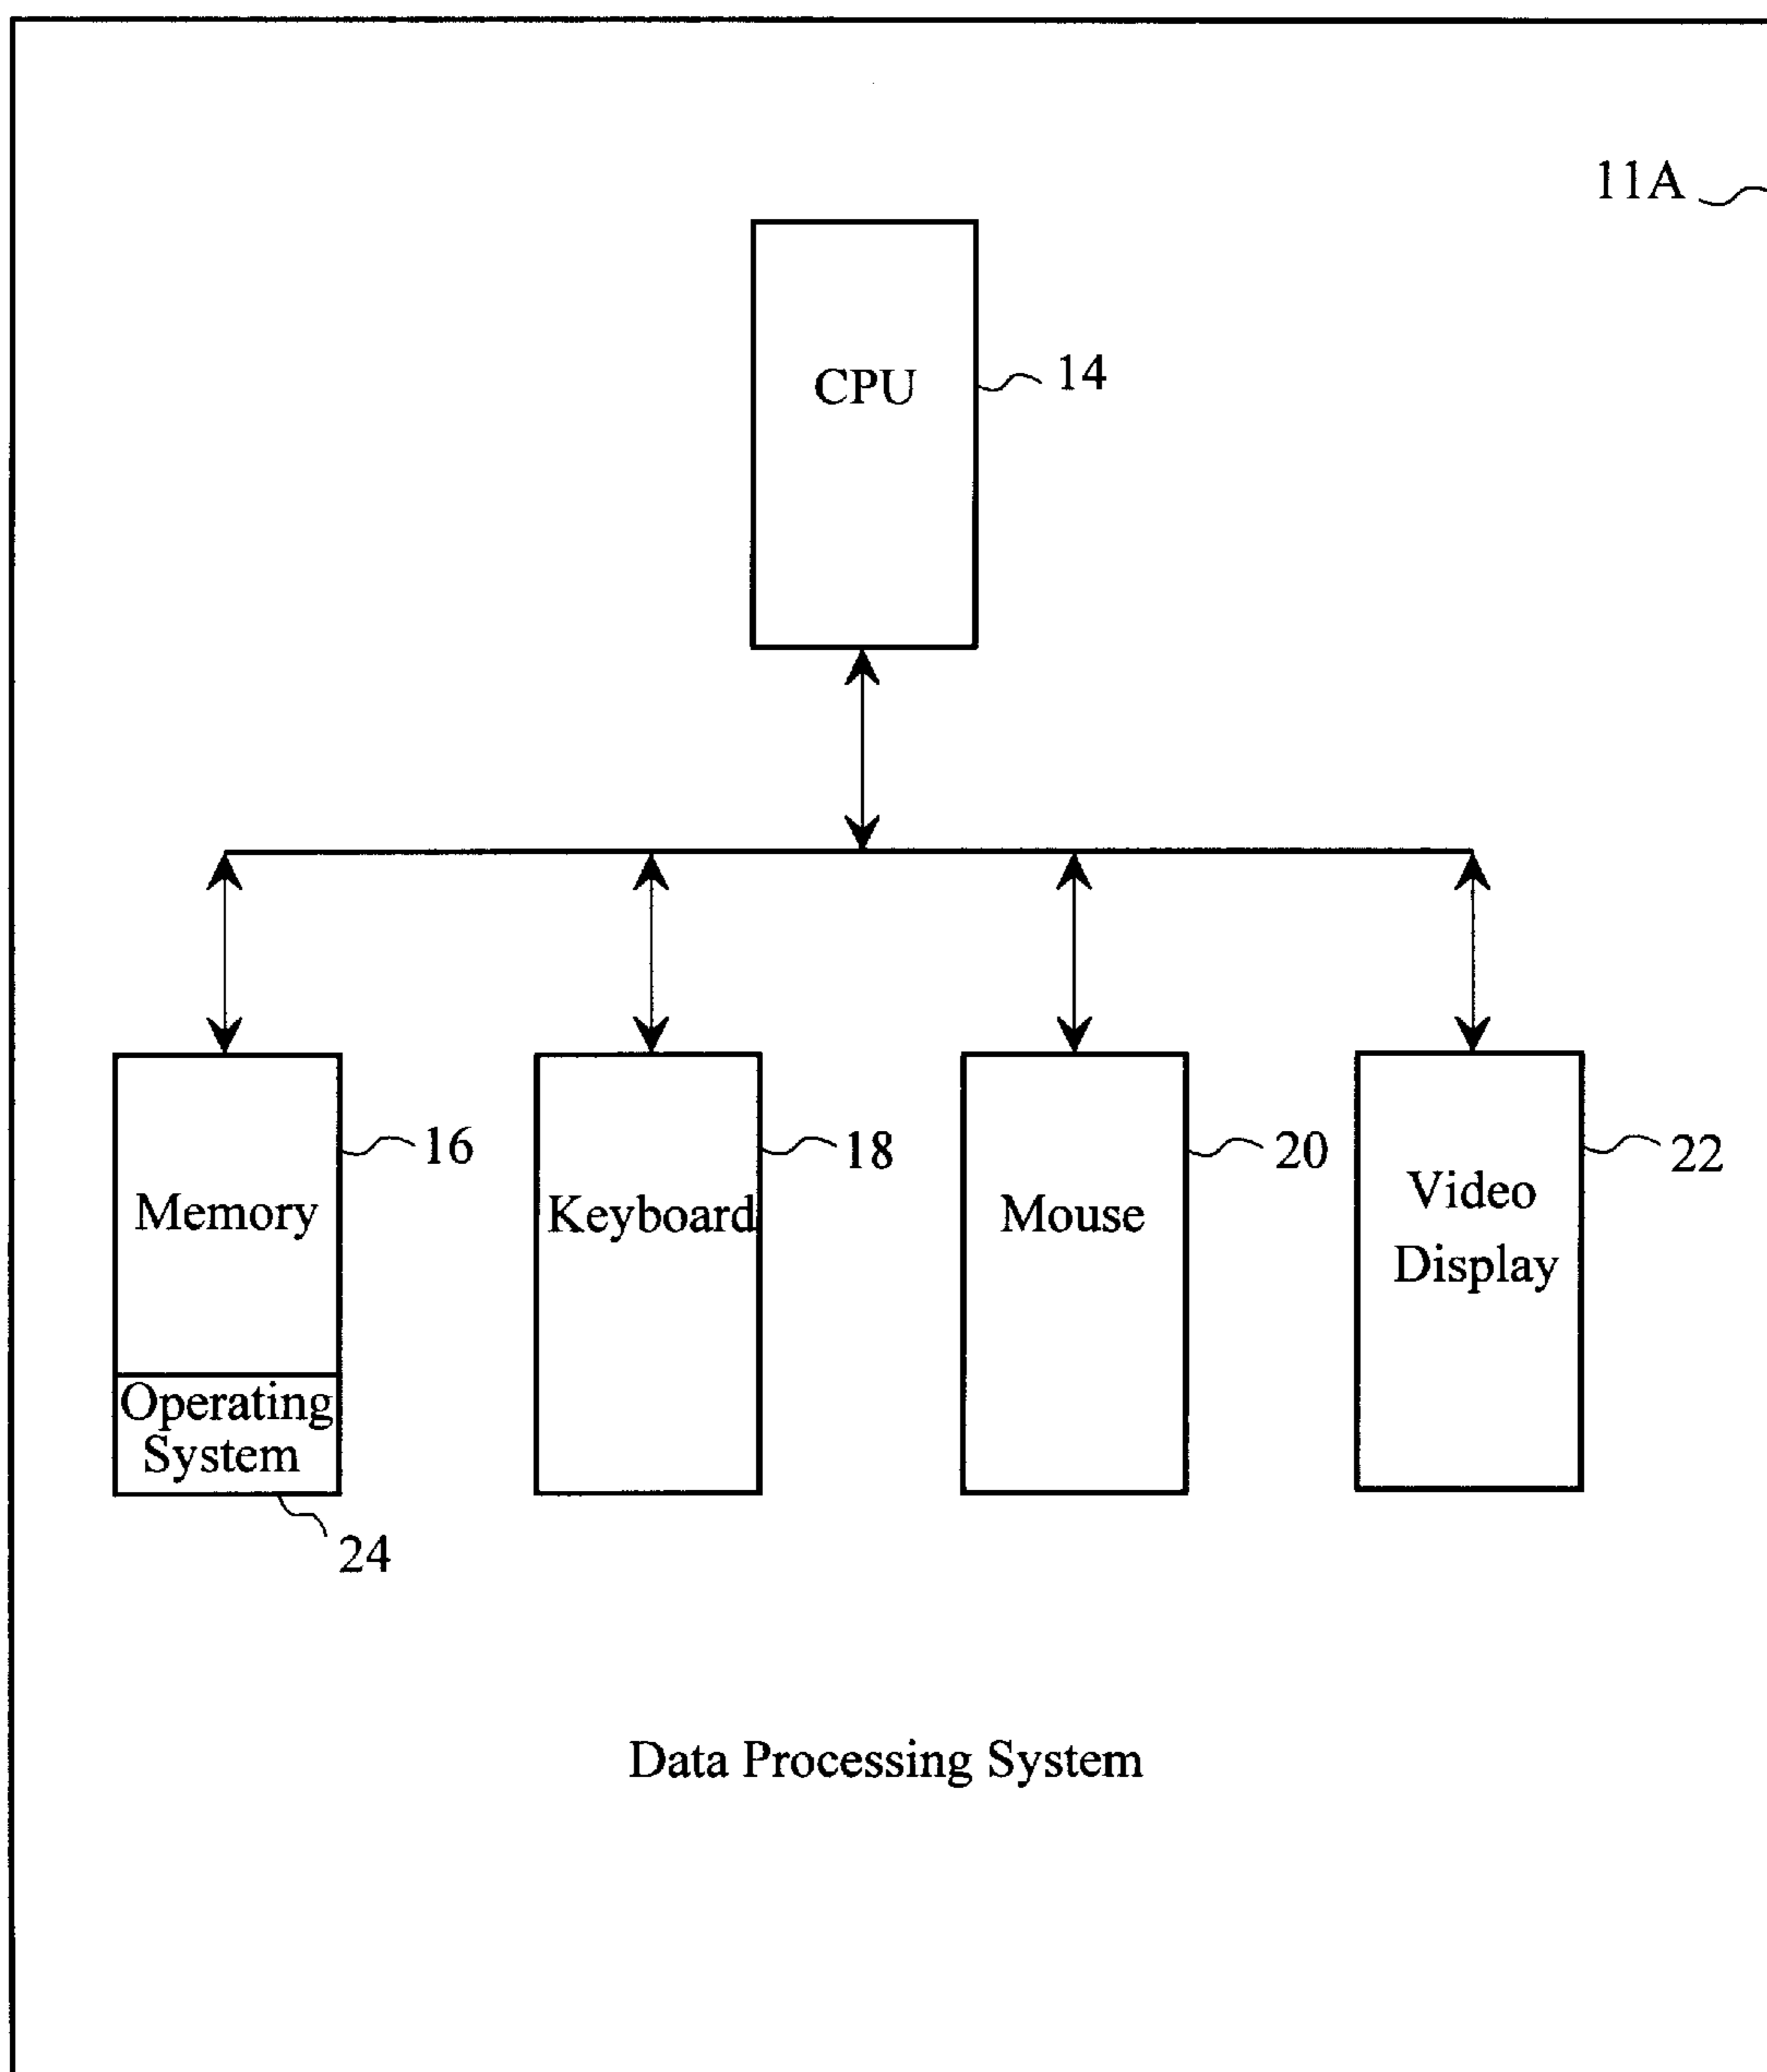 11A
CPU
14
16
18
20
22
Memory
Keyboard
Mouse
Video
Display
Operating
System
24
Data Processing System